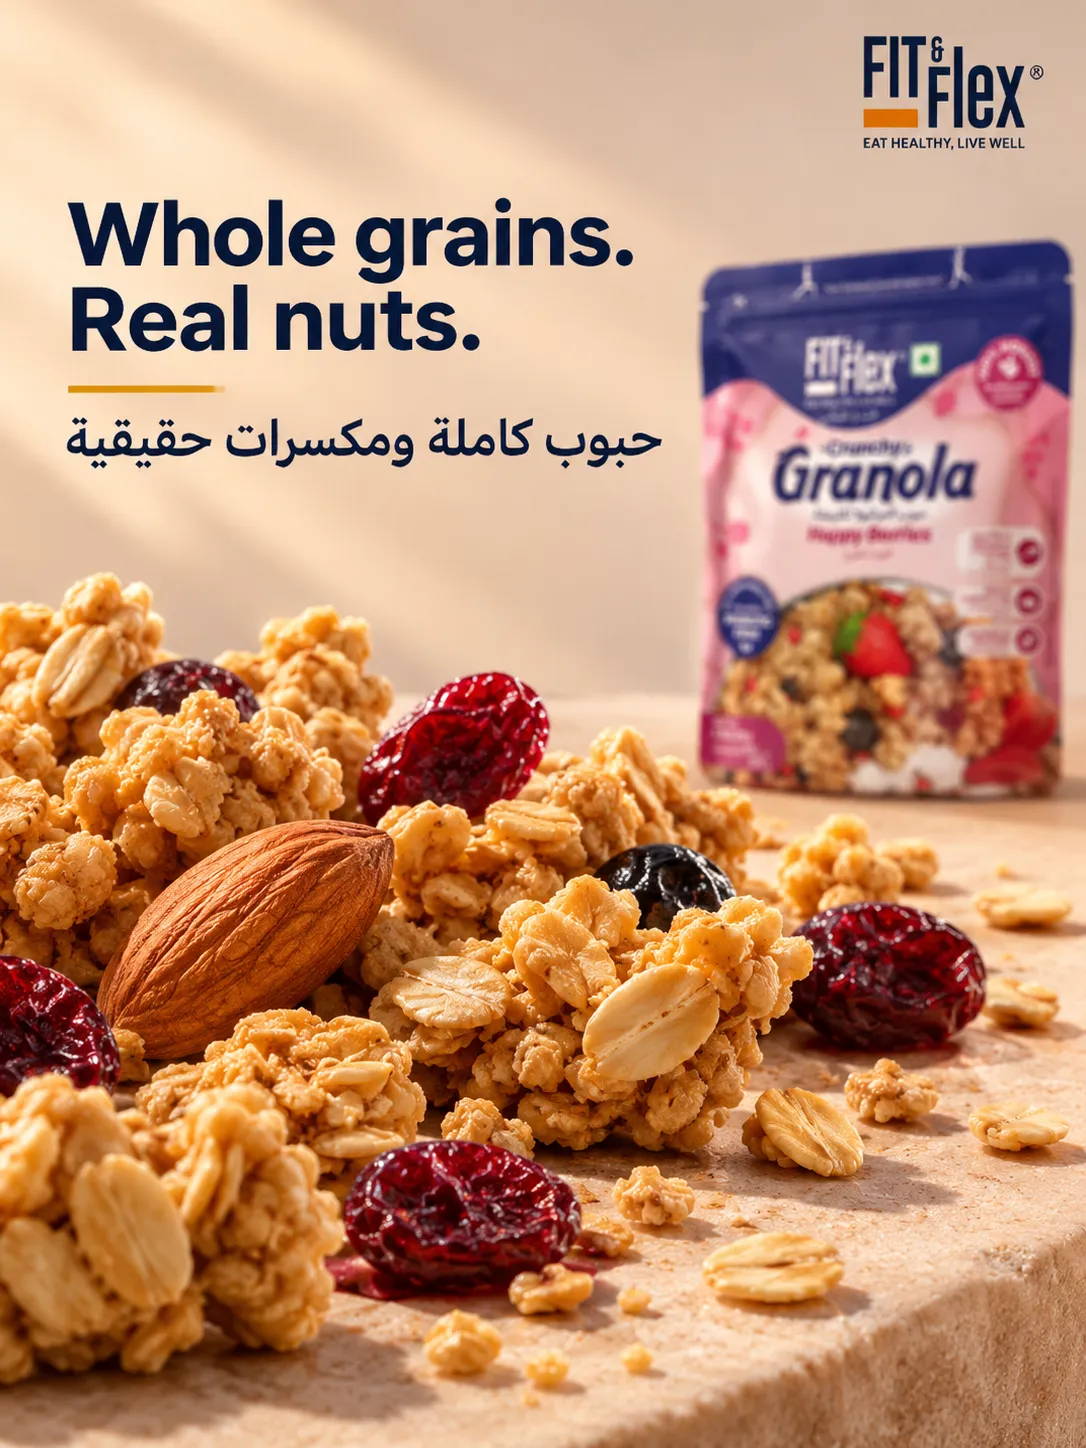 FIT & Flex ®
EAT HEALTHY, LIVE WELL
Whole grains.
Real nuts.
حبوب كاملة ومكسرات حقيقية
FIT & Flex
Crunchy
Granola
Happy Berries